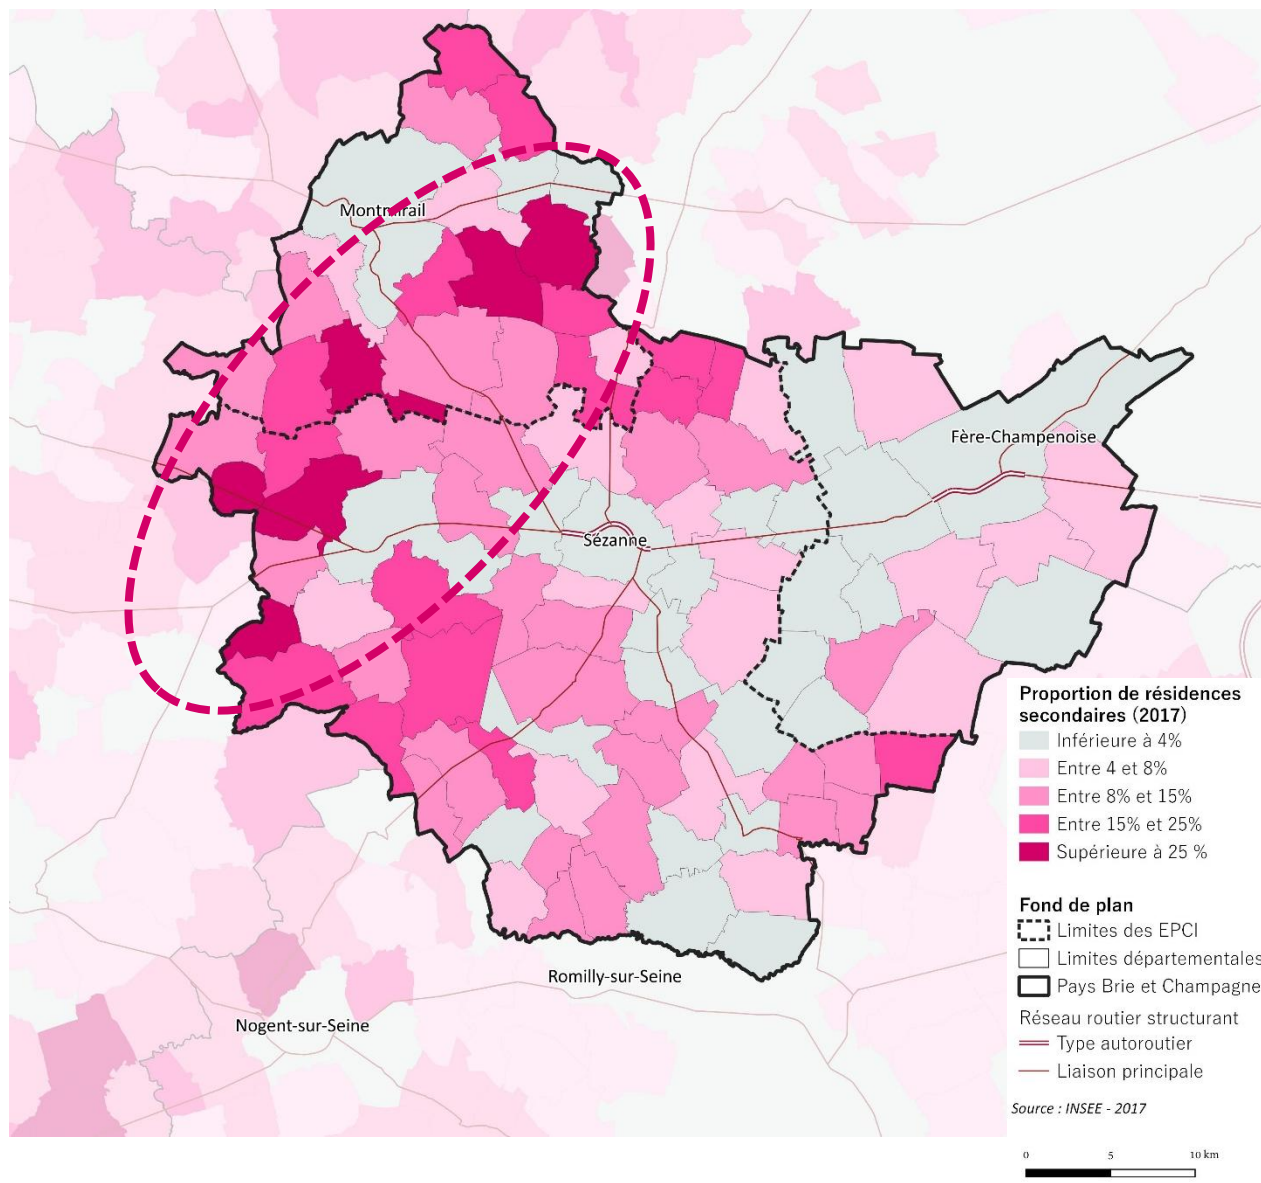 Montmirail
Fère-Champenoise
Sézanne
Romilly-sur-Seine
Nogent-sur-Seine
Proportion de résidences
secondaires (2017)
Inférieure à 4%
Entre 4 et 8%
Entre 8% et 15%
Entre 15% et 25%
Supérieure à 25 %
Fond de plan
Limites des EPCI
Limites départementales
Pays Brie et Champagne
Réseau routier structurant
Type autoroutier
Liaison principale
Source : INSEE - 2017
0 5 10 km